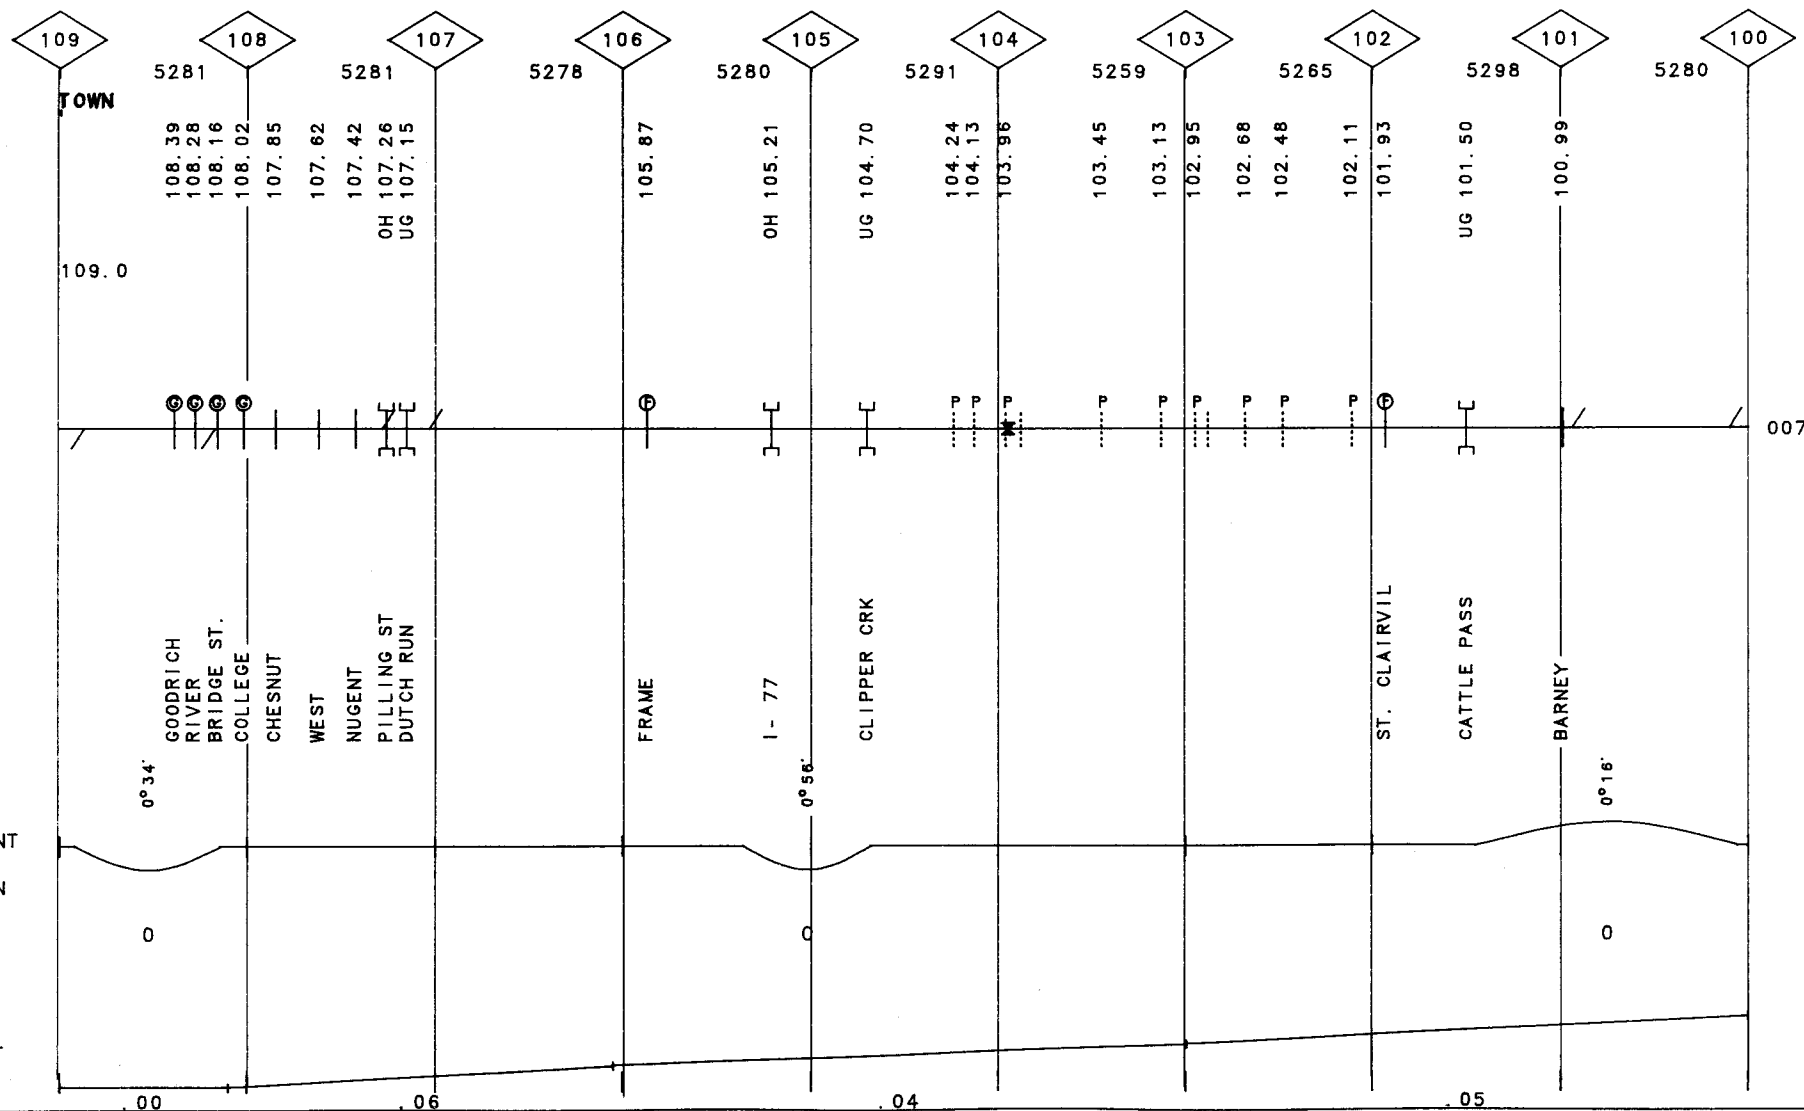 109 108 107 106 105 104 103 102 101 100
5281 5281 5278 5280 5291 5259 5265 5298 5280
TOWN
108.39
108.28
108.16
108.02
107.85
107.62
107.42
OH 107.26
UG 107.15
105.87
OH 105.21
UG 104.70
104.24
104.13
103.96
103.45
103.13
102.95
102.68
102.48
102.11
101.93
UG 101.50
100.99
109.0
G G G G F P P P P P P P P P F
007
GOODRICH
RIVER
BRIDGE ST.
COLLEGE
CHESNUT
WEST
NUGENT
PILLING ST
DUTCH RUN
FRAME
I-77
CLIPPER CRK
ST. CLAIRVIL
CATTLE PASS
BARNEY
0°34'
0°56'
0°16'
NT
N
0 0 0
.00 .06 .04 .05